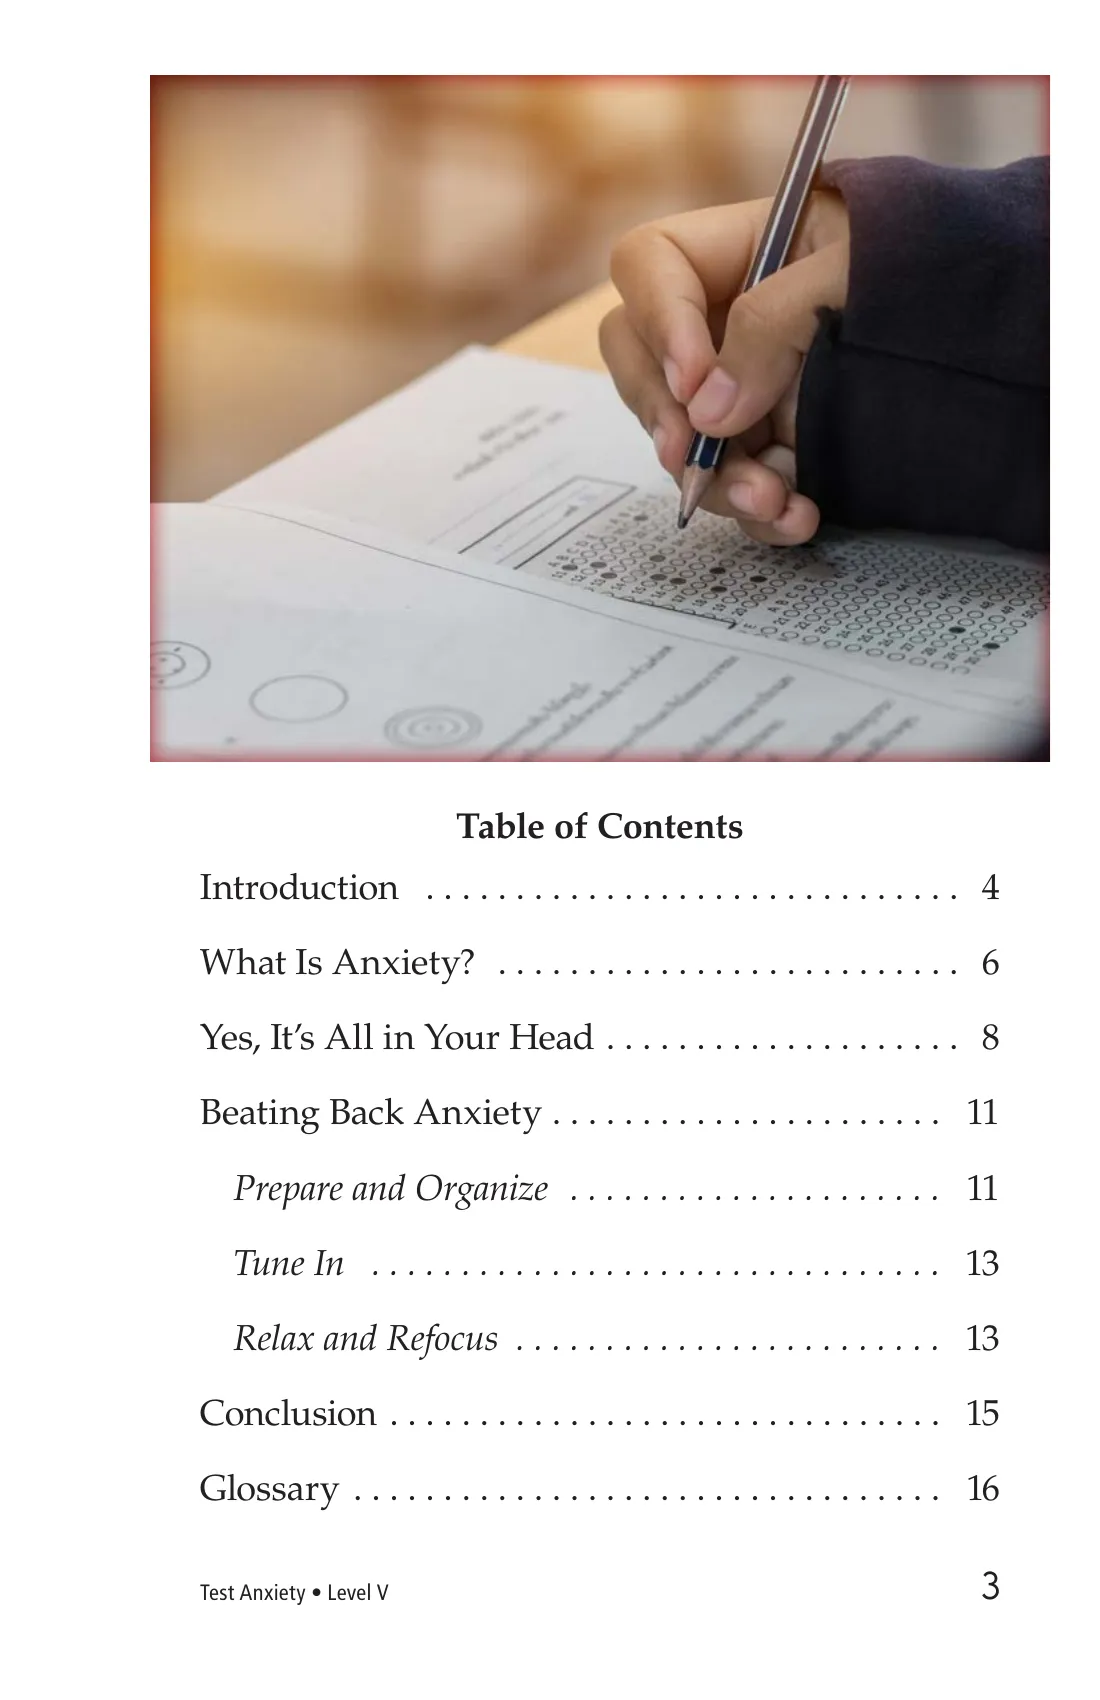 Table of Contents
Introduction . . . . . . . . . . . . . . . . . . . . . . . . . . . . . . 4
What Is Anxiety? . . . . . . . . . . . . . . . . . . . . . . . . . . 6
Yes, It’s All in Your Head . . . . . . . . . . . . . . . . . . . . 8
Beating Back Anxiety . . . . . . . . . . . . . . . . . . . . . . 11
Prepare and Organize . . . . . . . . . . . . . . . . . . . . . 11
Tune In . . . . . . . . . . . . . . . . . . . . . . . . . . . . . . . . 13
Relax and Refocus . . . . . . . . . . . . . . . . . . . . . . . . 13
Conclusion . . . . . . . . . . . . . . . . . . . . . . . . . . . . . . . 15
Glossary . . . . . . . . . . . . . . . . . . . . . . . . . . . . . . . . . 16
Test Anxiety • Level V 3